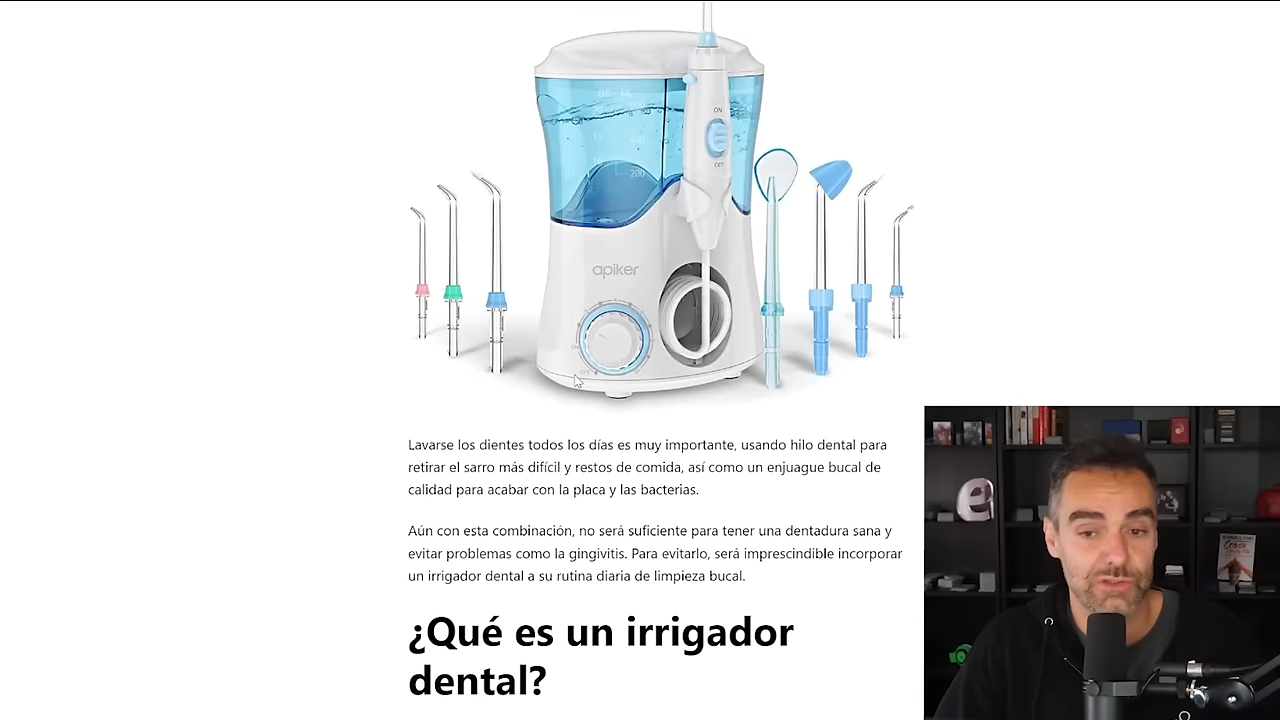 ON
OFF
600
400
200
apiker
Lavarse los dientes todos los días es muy importante, usando hilo dental para
retirar el sarro más difícil y restos de comida, así como un enjuague bucal de
calidad para acabar con la placa y las bacterias.
Aún con esta combinación, no será suficiente para tener una dentadura sana y
evitar problemas como la gingivitis. Para evitarlo, será imprescindible incorporar
un irrigador dental a su rutina diaria de limpieza bucal.
¿Qué es un irrigador
dental?